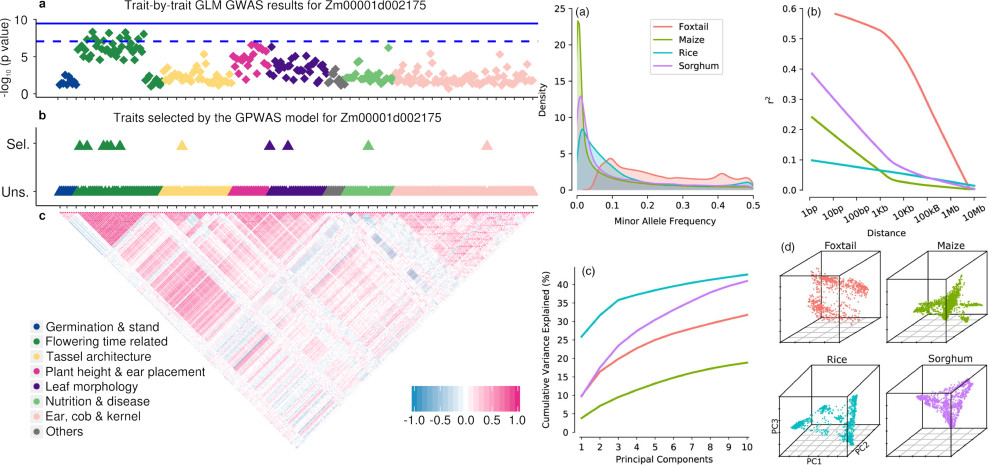 a
Trait-by-trait GLM GWAS results for Zm00001d002175
-log10 (p value)
10
5
0
b
Traits selected by the GPWAS model for Zm00001d002175
Sel.
Uns.
c
Germination & stand
Flowering time related
Tassel architecture
Plant height & ear placement
Leaf morphology
Nutrition & disease
Ear, cob & kernel
Others
-1.0 -0.5 0.0 0.5 1.0
(a)
Foxtail
Maize
Rice
Sorghum
Density
25
20
15
10
5
0
0.0 0.1 0.2 0.3 0.4 0.5
Minor Allele Frequency
(b)
r²
0.6
0.5
0.4
0.3
0.2
0.1
0.0
1bp 10bp 100bp 1Kb 10Kb 100kB 1Mb 10Mb
Distance
(c)
Cumulative Variance Explained (%)
40
35
30
25
20
15
10
5
0
1 2 3 4 5 6 7 8 9 10
Principal Components
(d)
Foxtail
Maize
Rice
Sorghum
PC3
PC1
PC2